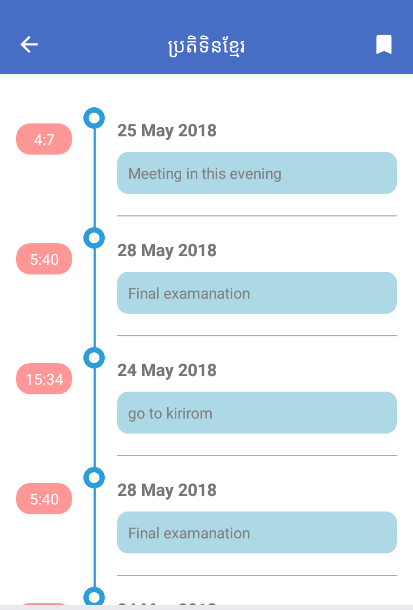 ប្រតិទិនខ្មែរ
4:7
25 May 2018
Meeting in this evening
5:40
28 May 2018
Final examanation
15:34
24 May 2018
go to kirirom
5:40
28 May 2018
Final examanation